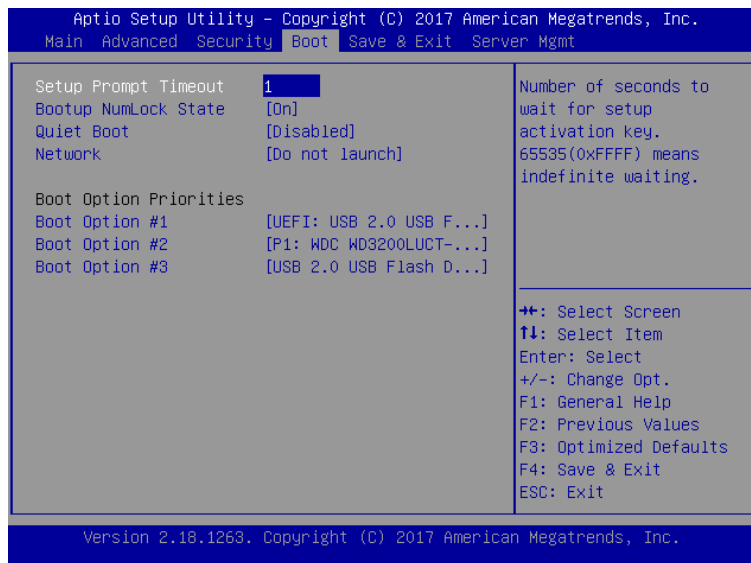 Aptio Setup Utility – Copyright (C) 2017 American Megatrends, Inc.
Main Advanced Security Boot Save & Exit Server Mgmt
Setup Prompt Timeout 1
Bootup NumLock State [On]
Quiet Boot [Disabled]
Network [Do not launch]
Boot Option Priorities
Boot Option #1 [UEFI: USB 2.0 USB F...]
Boot Option #2 [P1: WDC WD3200LUCT-...]
Boot Option #3 [USB 2.0 USB Flash D...]
Number of seconds to
wait for setup
activation key.
65535(0xFFFF) means
indefinite waiting.
→←: Select Screen
↑↓: Select Item
Enter: Select
+/-: Change Opt.
F1: General Help
F2: Previous Values
F3: Optimized Defaults
F4: Save & Exit
ESC: Exit
Version 2.18.1263. Copyright (C) 2017 American Megatrends, Inc.